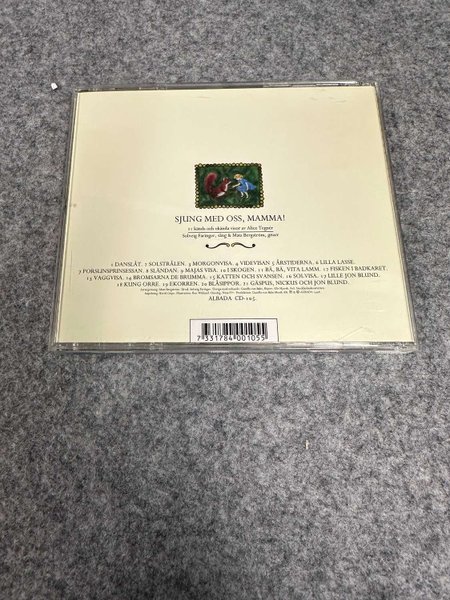 SJUNG MED OSS, MAMMA!
21 kända och okända visor av Alice Tegnér
Solveig Faringer, sång & Mats Bergström, gitarr
1 DANSLÅT. 2 SOLSTRÅLEN. 3 MORGONVISA. 4 VIDEVISAN 5 ÅRSTIDERNA. 6 LILLA LASSE.
7 PORSLINSPRINSESSAN. 8 SLÄNDAN. 9 MAJAS VISA. 10 I SKOGEN. 11 BÄ, BÄ, VITA LAMM. 12 FISKEN I BADKARET.
13 VAGGVISA. 14 BROMSARNA DE BRUMMA. 15 KATTEN OCH SVANSEN. 16 SOLVISA. 17 LILLE JON BLUND.
18 KUNG ORRE. 19 EKORREN. 20 BLÅSIPPOR. 21 GÄSPUS, NICKUS OCH JON BLUND.
ALBADA CD-105.
7 331784 001055